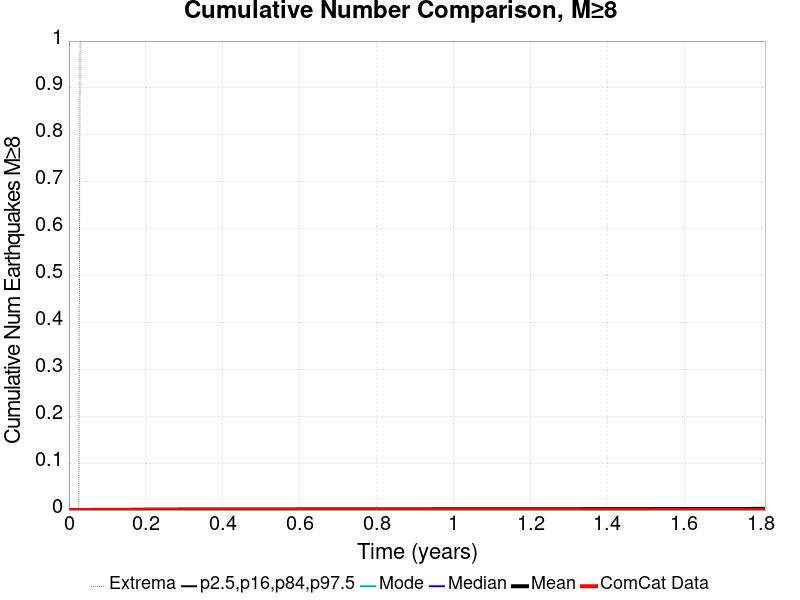 Cumulative Number Comparison, M≥8
Cumulative Num Earthquakes M≥8
1
0.9
0.8
0.7
0.6
0.5
0.4
0.3
0.2
0.1
0
0 0.2 0.4 0.6 0.8 1 1.2 1.4 1.6 1.8
Time (years)
Extrema p2.5,p16,p84,p97.5 Mode Median Mean ComCat Data